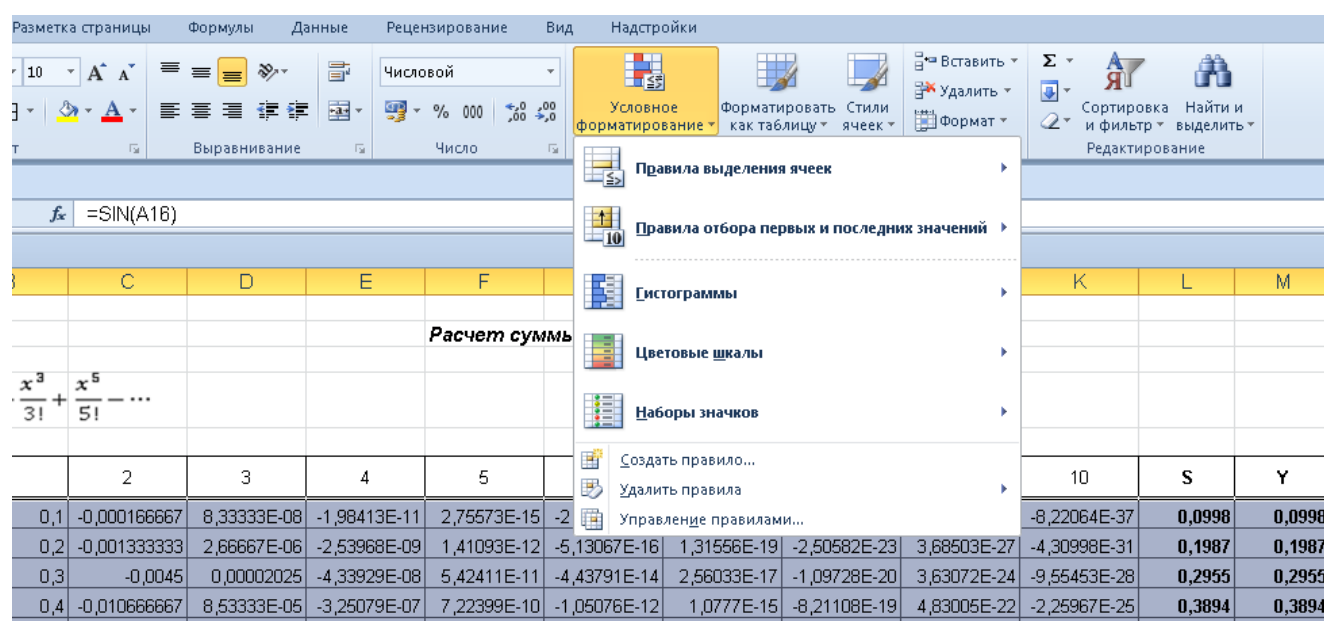 Разметка страницы Формулы Данные Рецензирование Вид Надстройки
10 А А Числовой Вставить Σ
Удалить
% 000 ,00 ,0 Условное форматирование Форматировать как таблицу Стили ячеек Формат Сортировка и фильтр Найти и выделить
Выравнивание Число Редактирование
fx =SIN(A16)
C D E F K L M
Расчет суммы
x³/3! + x⁵/5! − ···
Правила выделения ячеек
Правила отбора первых и последних значений
Гистограммы
Цветовые шкалы
Наборы значков
Создать правило...
Удалить правила
Управление правилами...
2 3 4 5 10 S Y
0,1 -0,000166667 8,33333E-08 -1,98413E-11 2,75573E-15 -2 -8,22064E-37 0,0998 0,0998
0,2 -0,001333333 2,66667E-06 -2,53968E-09 1,41093E-12 -5,13067E-16 1,31556E-19 -2,50582E-23 3,68503E-27 -4,30998E-31 0,1987 0,1987
0,3 -0,0045 0,00002025 -4,33929E-08 5,42411E-11 -4,43791E-14 2,56033E-17 -1,09728E-20 3,63072E-24 -9,55453E-28 0,2955 0,2955
0,4 -0,010666667 8,53333E-05 -3,25079E-07 7,22399E-10 -1,05076E-12 1,0777E-15 -8,21108E-19 4,83005E-22 -2,25967E-25 0,3894 0,3894